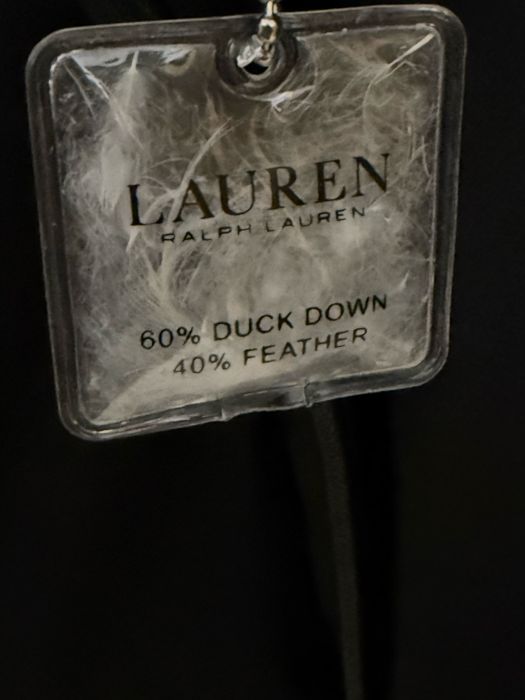 LAUREN
RALPH LAUREN
60% DUCK DOWN
40% FEATHER